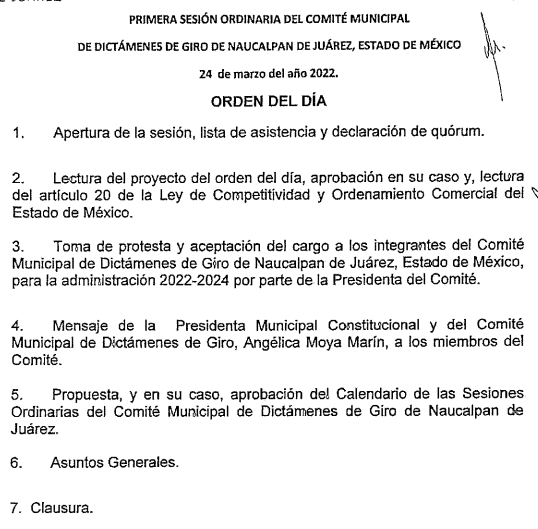 PRIMERA SESIÓN ORDINARIA DEL COMITÉ MUNICIPAL
DE DICTÁMENES DE GIRO DE NAUCALPAN DE JUÁREZ, ESTADO DE MÉXICO
24 de marzo del año 2022.
ORDEN DEL DÍA
1. Apertura de la sesión, lista de asistencia y declaración de quórum.
2. Lectura del proyecto del orden del día, aprobación en su caso y, lectura
del artículo 20 de la Ley de Competitividad y Ordenamiento Comercial del
Estado de México.
3. Toma de protesta y aceptación del cargo a los integrantes del Comité
Municipal de Dictámenes de Giro de Naucalpan de Juárez, Estado de México,
para la administración 2022-2024 por parte de la Presidenta del Comité.
4. Mensaje de la Presidenta Municipal Constitucional y del Comité
Municipal de Dictámenes de Giro, Angélica Moya Marín, a los miembros del
Comité.
5. Propuesta, y en su caso, aprobación del Calendario de las Sesiones
Ordinarias del Comité Municipal de Dictámenes de Giro de Naucalpan de
Juárez.
6. Asuntos Generales.
7. Clausura.